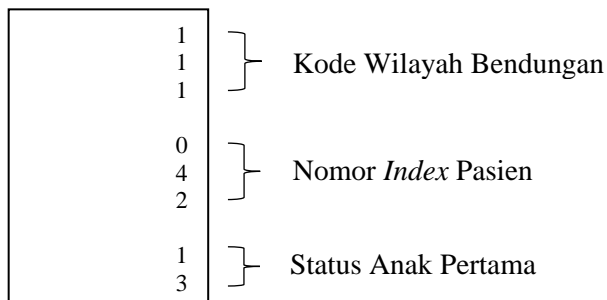 1
1 Kode Wilayah Bendungan
1
0
4 Nomor Index Pasien
2
1 Status Anak Pertama
3